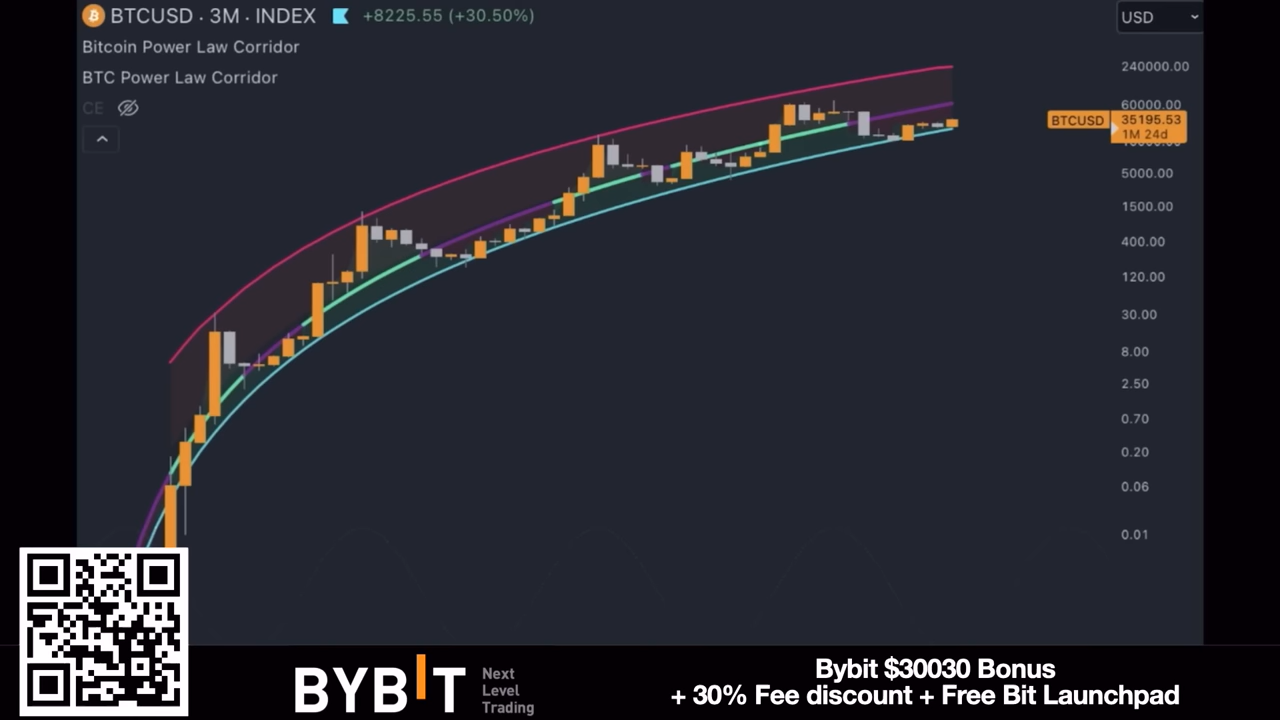 BTCUSD · 3M · INDEX +8225.55 (+30.50%)
USD
Bitcoin Power Law Corridor
BTC Power Law Corridor
CE
240000.00
60000.00
BTCUSD 35195.53
1M 24d
5000.00
1500.00
400.00
120.00
30.00
8.00
2.50
0.70
0.20
0.06
0.01
BYBIT
Next
Level
Trading
Bybit $30030 Bonus
+ 30% Fee discount + Free Bit Launchpad